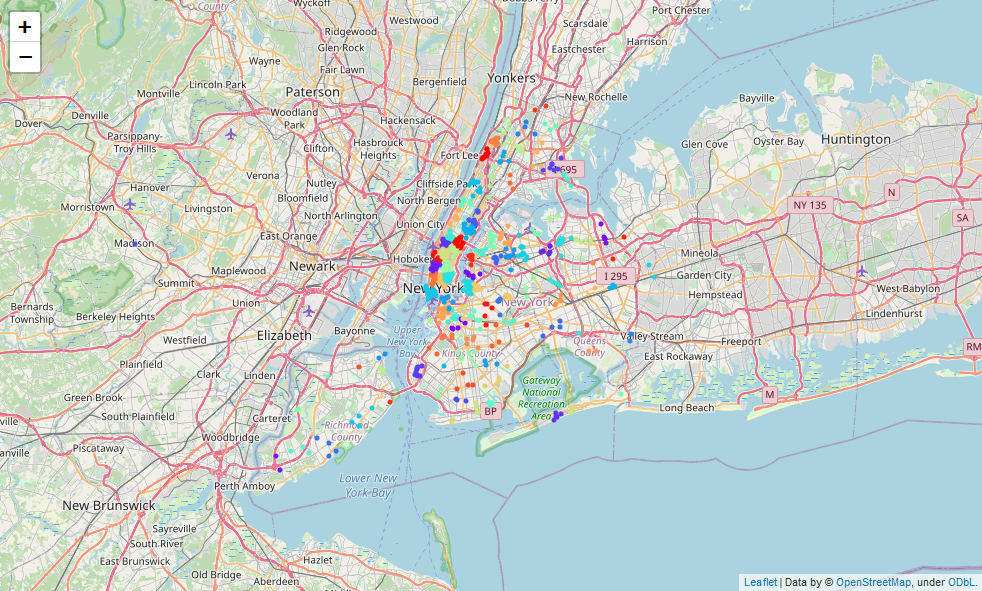 Wyckoff
Dobbs Ferry
Port Chester
County
Westwood
Scarsdale
Ridgewood
Harrison
Glen Rock
Eastchester
+
−
Wayne
Fair Lawn
Bergenfield
Yonkers
Lincoln Park
Montville
Paterson
New Rochelle
Bayville
Denville
Woodland
Park
Hackensack
Dover
Parsippany-
Troy Hills
Clifton
Hasbrouck
Heights
Fort Lee
Glen Cove
Oyster Bay
Huntington
Verona
I 695
Hanover
Nutley
Cliffside Park
N
Bloomfield
North Bergen
Morristown
Livingston
North Arlington
NY 135
SA
Union City
East Orange
Madison
Mineola
Maplewood
Newark
Hoboken
I 295
Garden City
Summit
New York
West Babylon
Bernards
Township
Berkeley Heights
Union
New York
Hempstead
Lindenhurst
Elizabeth
Bayonne
Upper
New York
Bay
Valley Stream
Freeport
Westfield
Kings County
Queens
County
East Rockaway
RM
Plainfield
Clark
Linden
Gateway
National
Recreation
Area
Green Brook
M
South Plainfield
Carteret
BP
Long Beach
Richmond
County
Woodbridge
Piscataway
Perth Amboy
Lower New
York Bay
New Brunswick
Sayreville
South River
East Brunswick
Hazlet
Old Bridge
Aberdeen
Leaflet | Data by © OpenStreetMap, under ODbL.